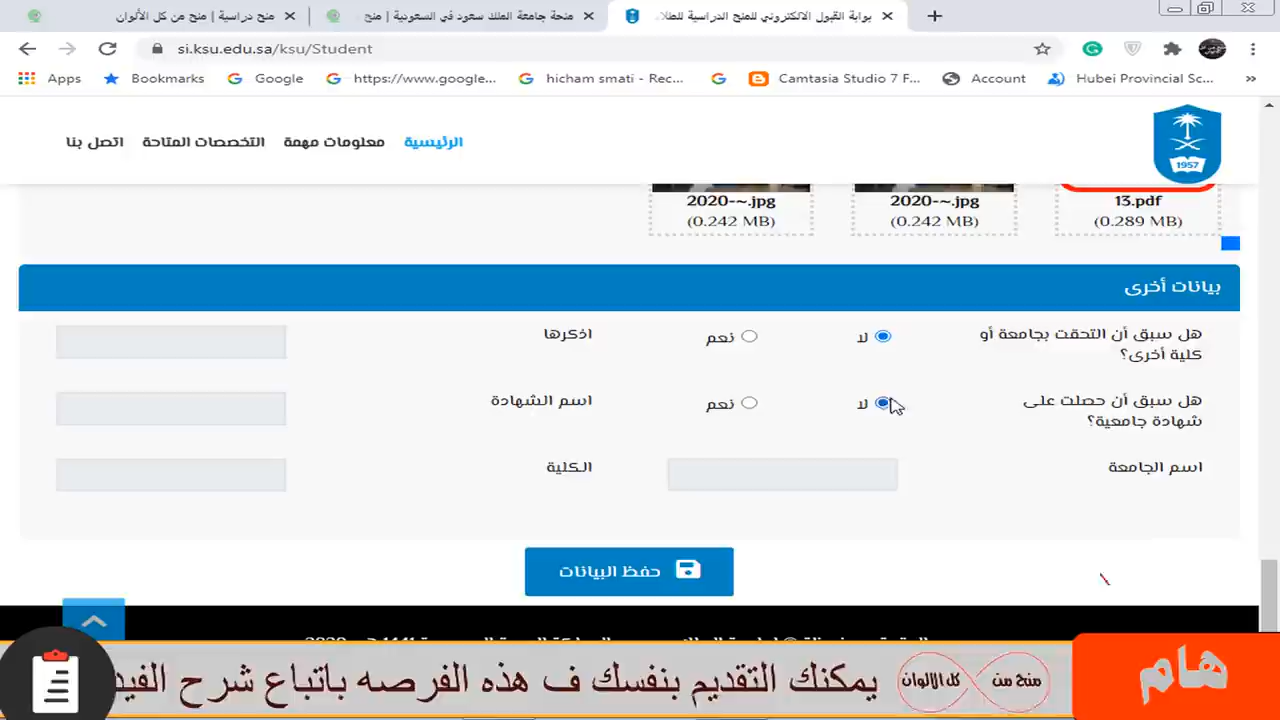 منح دراسية | منح من كل الألوان
منحة جامعة الملك سعود في السعودية | منح
بوابة القبول الالكتروني للمنح الدراسية للطلا
si.ksu.edu.sa/ksu/Student
Apps
Bookmarks
Google
https://www.google...
hicham smati - Rec...
Camtasia Studio 7 F...
Account
Hubei Provincial Sc...
»
الرئيسية
معلومات مهمة
التخصصات المتاحة
اتصل بنا
1957
13.pdf
(0.289 MB)
2020-~.jpg
(0.242 MB)
2020-~.jpg
(0.242 MB)
بيانات أخرى
هل سبق أن التحقت بجامعة أو
كلية أخرى؟
لا
نعم
اذكرها
هل سبق أن حصلت على
شهادة جامعية؟
لا
نعم
اسم الشهادة
اسم الجامعة
الكلية
حفظ البيانات
هام
منح من كل الالوان
يمكنك التقديم بنفسك ف هذه الفرصه باتباع شرح الفيد